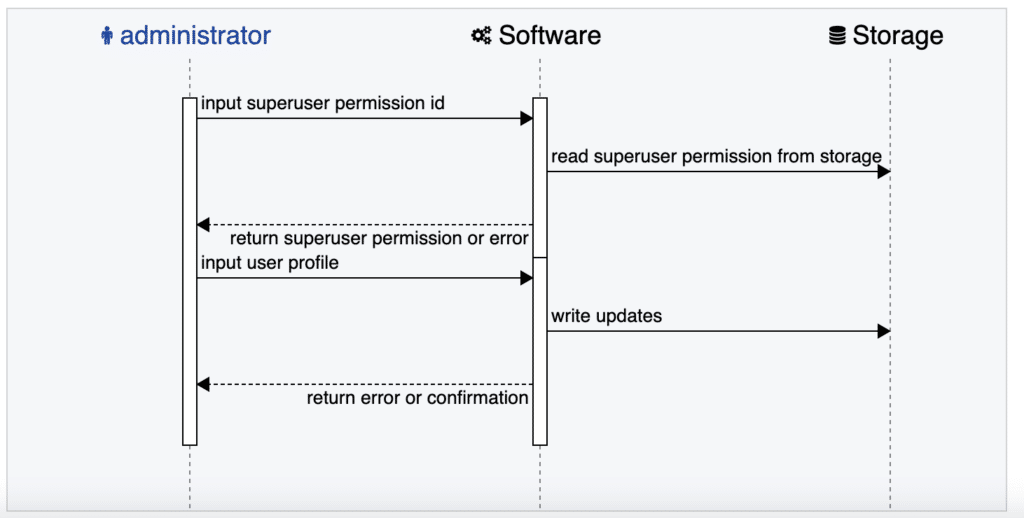 administrator
Software
Storage
input superuser permission id
read superuser permission from storage
return superuser permission or error
input user profile
write updates
return error or confirmation